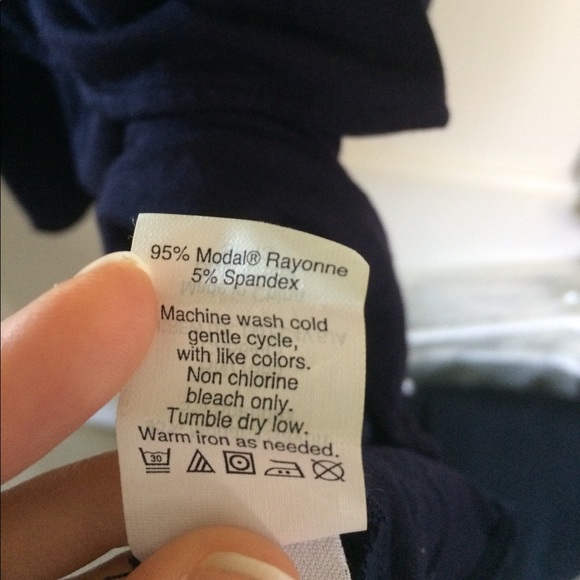 95% Modal® Rayonne
5% Spandex
Machine wash cold
gentle cycle,
with like colors.
Non chlorine
bleach only.
Tumble dry low.
Warm iron as needed.
30